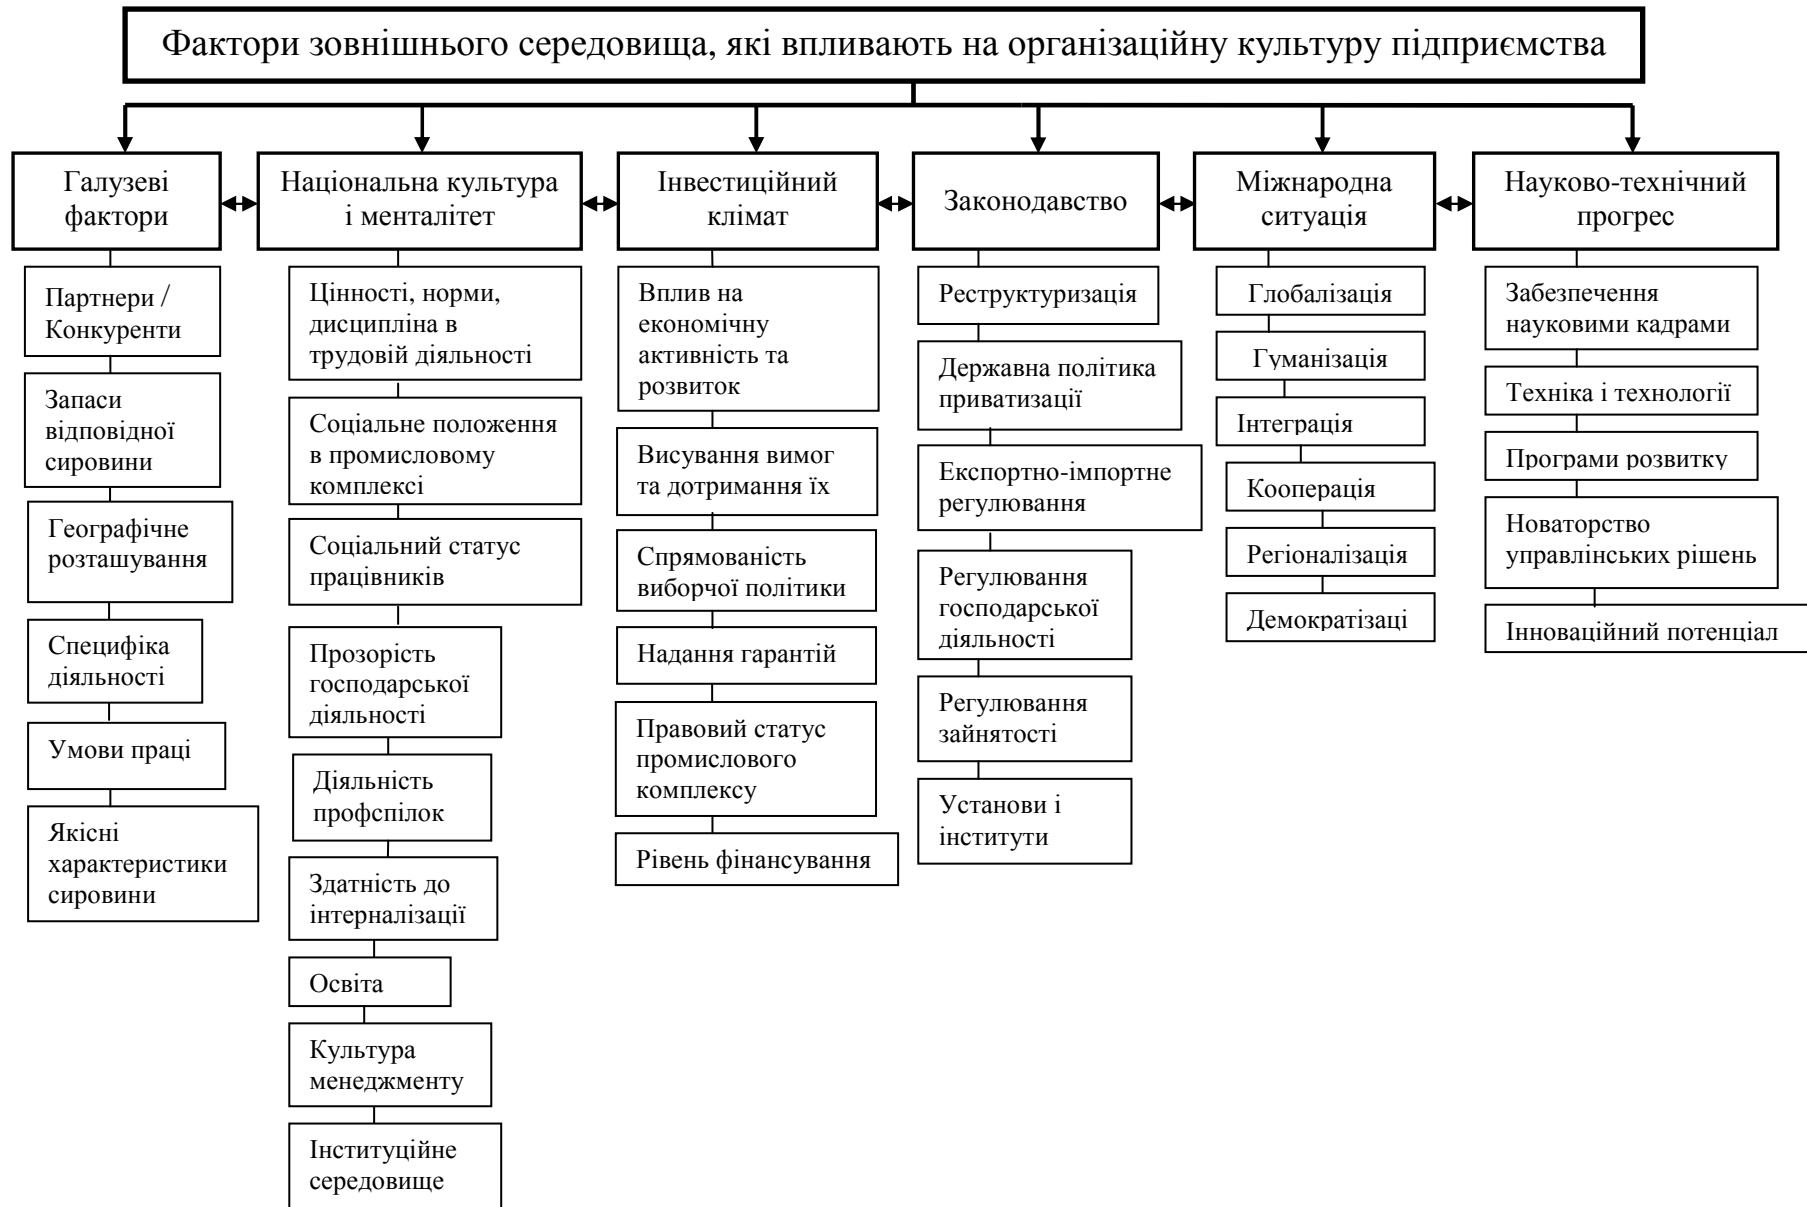 Фактори зовнішнього середовища, які впливають на організаційну культуру підприємства
Галузеві
фактори
Національна культура
і менталітет
Інвестиційний
клімат
Законодавство
Міжнародна
ситуація
Науково-технічний
прогрес
Партнери /
Конкуренти
Запаси
відповідної
сировини
Географічне
розташування
Специфіка
діяльності
Умови праці
Якісні
характеристики
сировини
Цінності, норми,
дисципліна в
трудовій діяльності
Соціальне положення
в промисловому
комплексі
Соціальний статус
працівників
Прозорість
господарської
діяльності
Діяльність
профспілок
Здатність до
інтерналізації
Освіта
Культура
менеджменту
Інституційне
середовище
Вплив на
економічну
активність та
розвиток
Висування вимог
та дотримання їх
Спрямованість
виборчої політики
Надання гарантій
Правовий статус
промислового
комплексу
Рівень фінансування
Реструктуризація
Державна політика
приватизації
Експортно-імпортне
регулювання
Регулювання
господарської
діяльності
Регулювання
зайнятості
Установи і
інститути
Глобалізація
Гуманізація
Інтеграція
Кооперація
Регіоналізація
Демократизаці
Забезпечення
науковими кадрами
Техніка і технології
Програми розвитку
Новаторство
управлінських рішень
Інноваційний потенціал